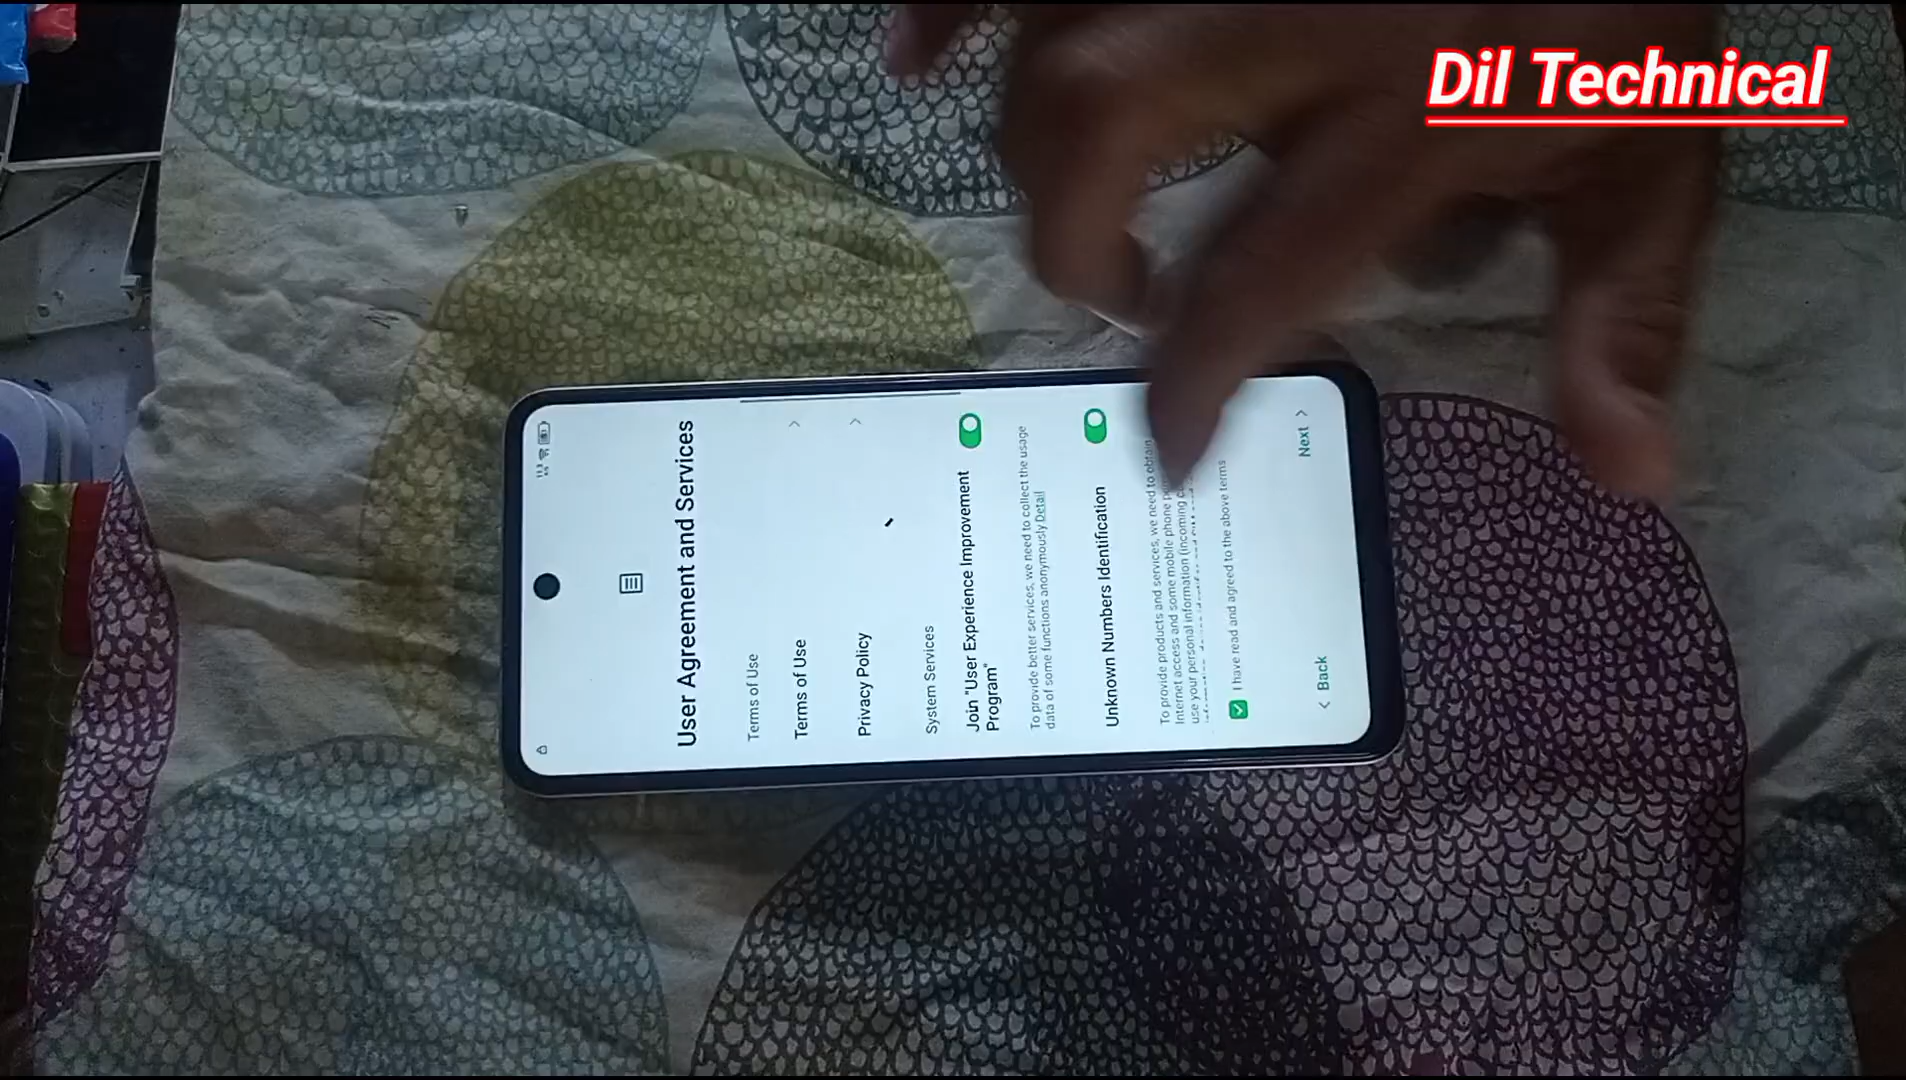 Dil Technical
User Agreement and Services
Terms of Use
Terms of Use
Privacy Policy
System Services
Join "User Experience Improvement
Program"
To provide better services, we need to collect the usage
data of some functions anonymously Detail
Unknown Numbers Identification
To provide products and services, we need to obtain
Internet access and some mobile phone
use your personal information (incoming
I have read and agreed to the above terms
Back
Next